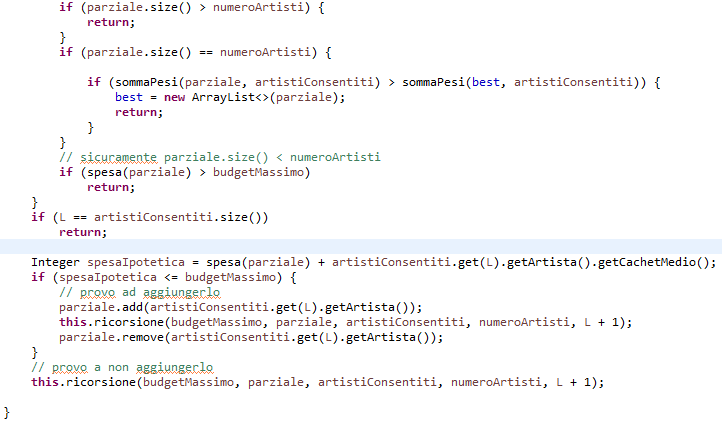 if (parziale.size() > numeroArtisti) {
return;
}
if (parziale.size() == numeroArtisti) {
if (sommaPesi(parziale, artistiConsentiti) > sommaPesi(best, artistiConsentiti)) {
best = new ArrayList<>(parziale);
return;
}
}
// sicuramente parziale.size() < numeroArtisti
if (spesa(parziale) > budgetMassimo)
return;
}
if (L == artistiConsentiti.size())
return;
Integer spesaIpotetica = spesa(parziale) + artistiConsentiti.get(L).getArtista().getCachetMedio();
if (spesaIpotetica <= budgetMassimo) {
// provo ad aggiungerlo
parziale.add(artistiConsentiti.get(L).getArtista());
this.ricorsione(budgetMassimo, parziale, artistiConsentiti, numeroArtisti, L + 1);
parziale.remove(artistiConsentiti.get(L).getArtista());
}
// provo a non aggiungerlo
this.ricorsione(budgetMassimo, parziale, artistiConsentiti, numeroArtisti, L + 1);
}